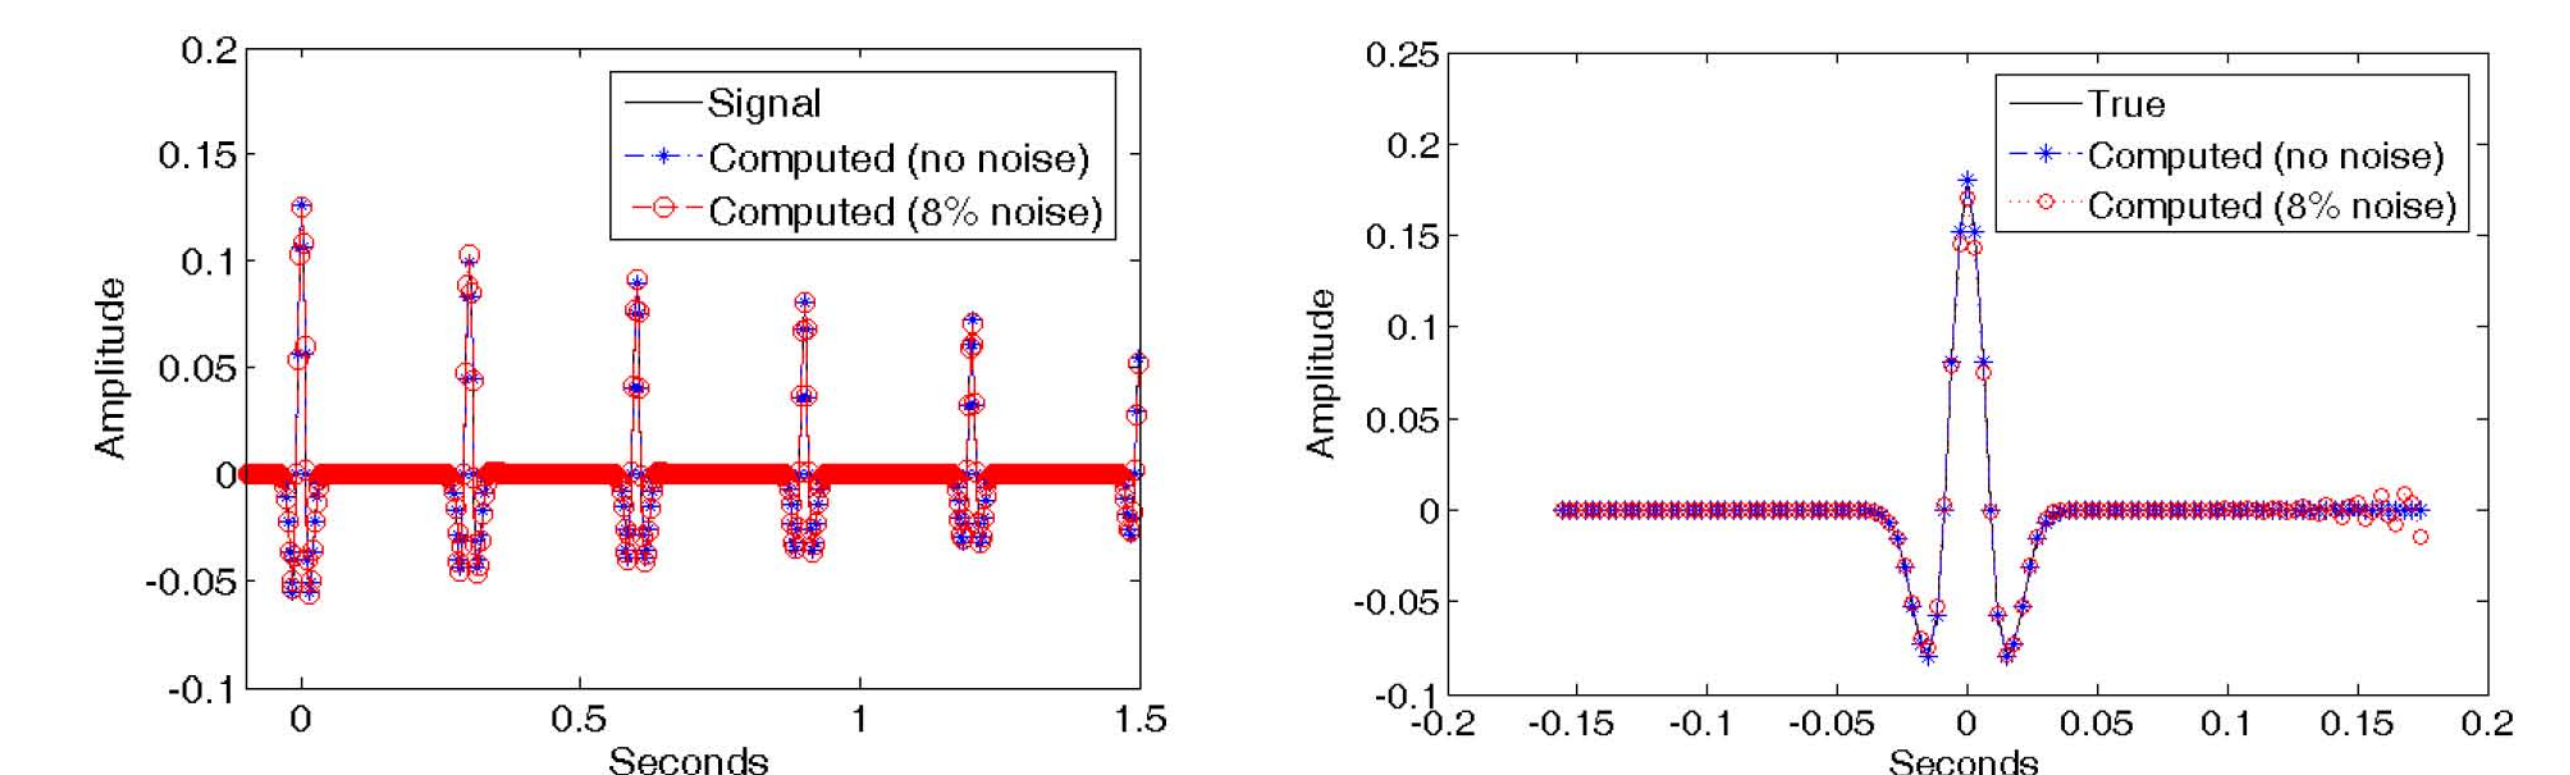 0.2
0.15
0.1
0.05
0
-0.05
-0.1
Amplitude
Signal
Computed (no noise)
Computed (8% noise)
0 0.5 1 1.5
Seconds
0.25
0.2
0.15
0.1
0.05
0
-0.05
-0.1
Amplitude
True
Computed (no noise)
Computed (8% noise)
-0.2 -0.15 -0.1 -0.05 0 0.05 0.1 0.15 0.2
Seconds